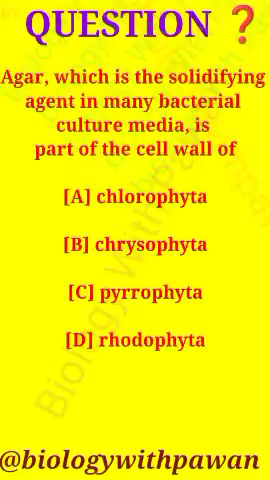 QUESTION ❓
Agar, which is the solidifying
agent in many bacterial
culture media, is
part of the cell wall of
[A] chlorophyta
[B] chrysophyta
[C] pyrrophyta
[D] rhodophyta
@biologywithpawan